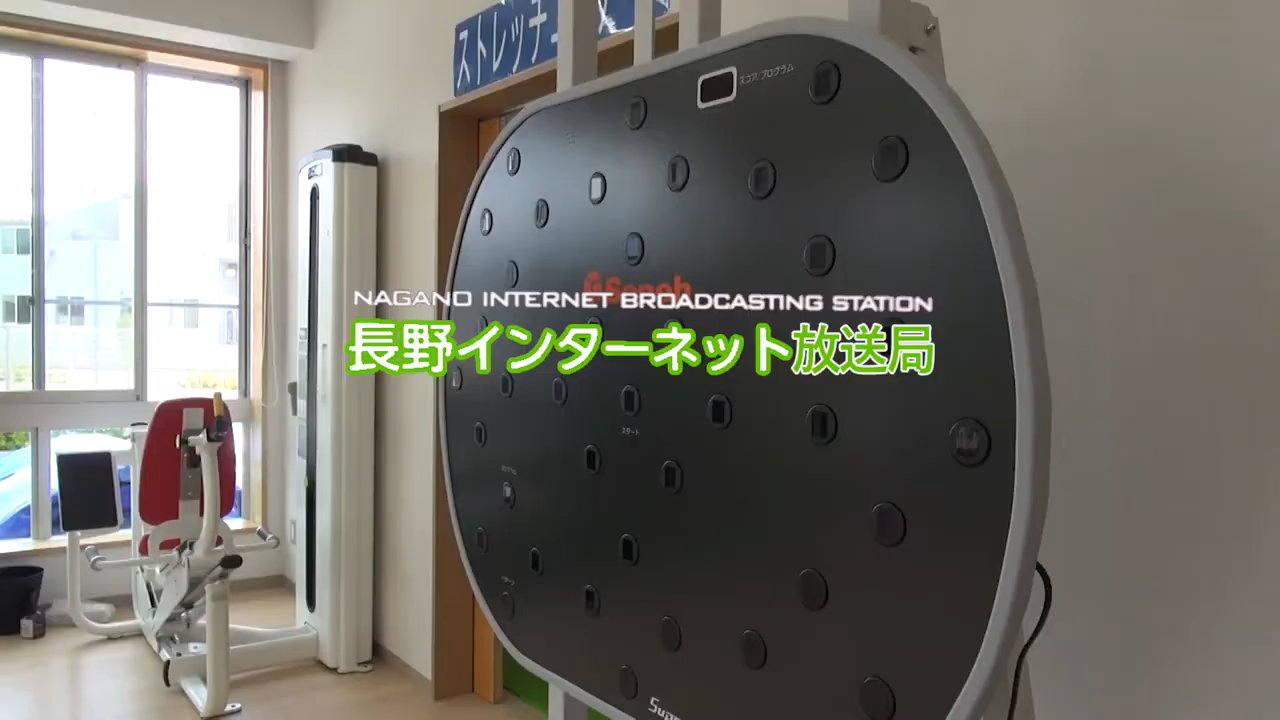 ストレッチ
スコア/プログラム
Senoh
NAGANO INTERNET BROADCASTING STATION
長野インターネット放送局
スタート